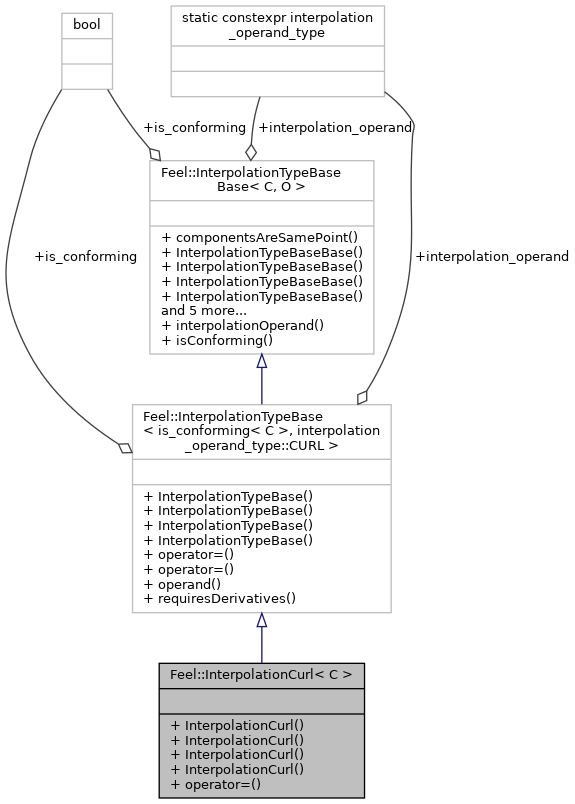 bool
static constexpr interpolation
_operand_type
+is_conforming
+interpolation_operand
Feel::InterpolationTypeBase
Base< C, O >
+ componentsAreSamePoint()
+ InterpolationTypeBaseBase()
+ InterpolationTypeBaseBase()
+ InterpolationTypeBaseBase()
+ InterpolationTypeBaseBase()
and 5 more...
+ interpolationOperand()
+ isConforming()
+is_conforming
+interpolation_operand
Feel::InterpolationTypeBase
< is_conforming< C >, interpolation
_operand_type::CURL >
+ InterpolationTypeBase()
+ InterpolationTypeBase()
+ InterpolationTypeBase()
+ InterpolationTypeBase()
+ operator=()
+ operator=()
+ operand()
+ requiresDerivatives()
Feel::InterpolationCurl< C >
+ InterpolationCurl()
+ InterpolationCurl()
+ InterpolationCurl()
+ InterpolationCurl()
+ operator=()